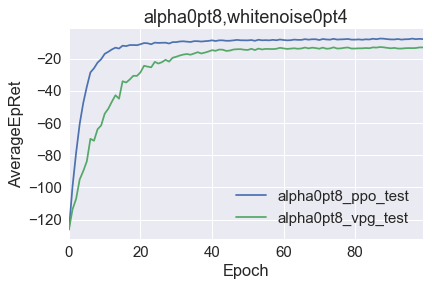 alpha0pt8,whitenoise0pt4
AverageEpRet
−20
−40
−60
−80
−100
−120
alpha0pt8_ppo_test
alpha0pt8_vpg_test
0 20 40 60 80
Epoch